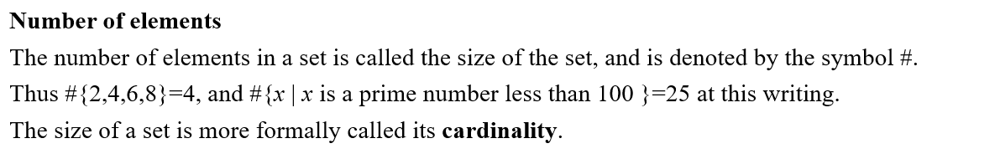 Number of elements
The number of elements in a set is called the size of the set, and is denoted by the symbol #.
Thus #{2,4,6,8}=4, and #{x | x is a prime number less than 100 }=25 at this writing.
The size of a set is more formally called its cardinality.